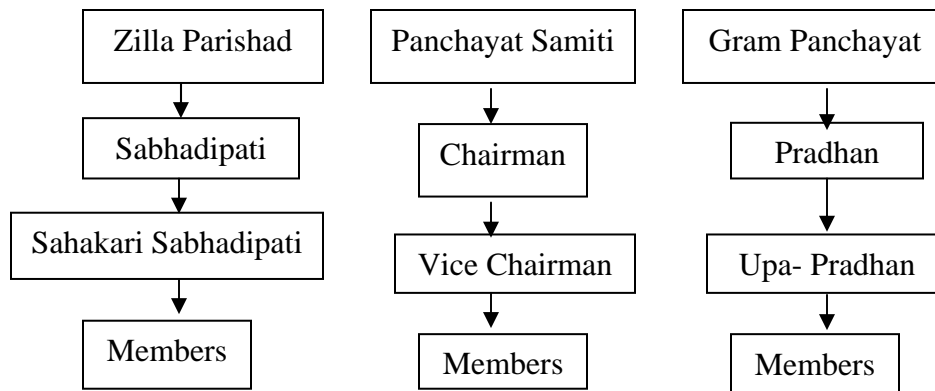 Zilla Parishad
Sabhadipati
Sahakari Sabhadipati
Members
Panchayat Samiti
Chairman
Vice Chairman
Members
Gram Panchayat
Pradhan
Upa- Pradhan
Members